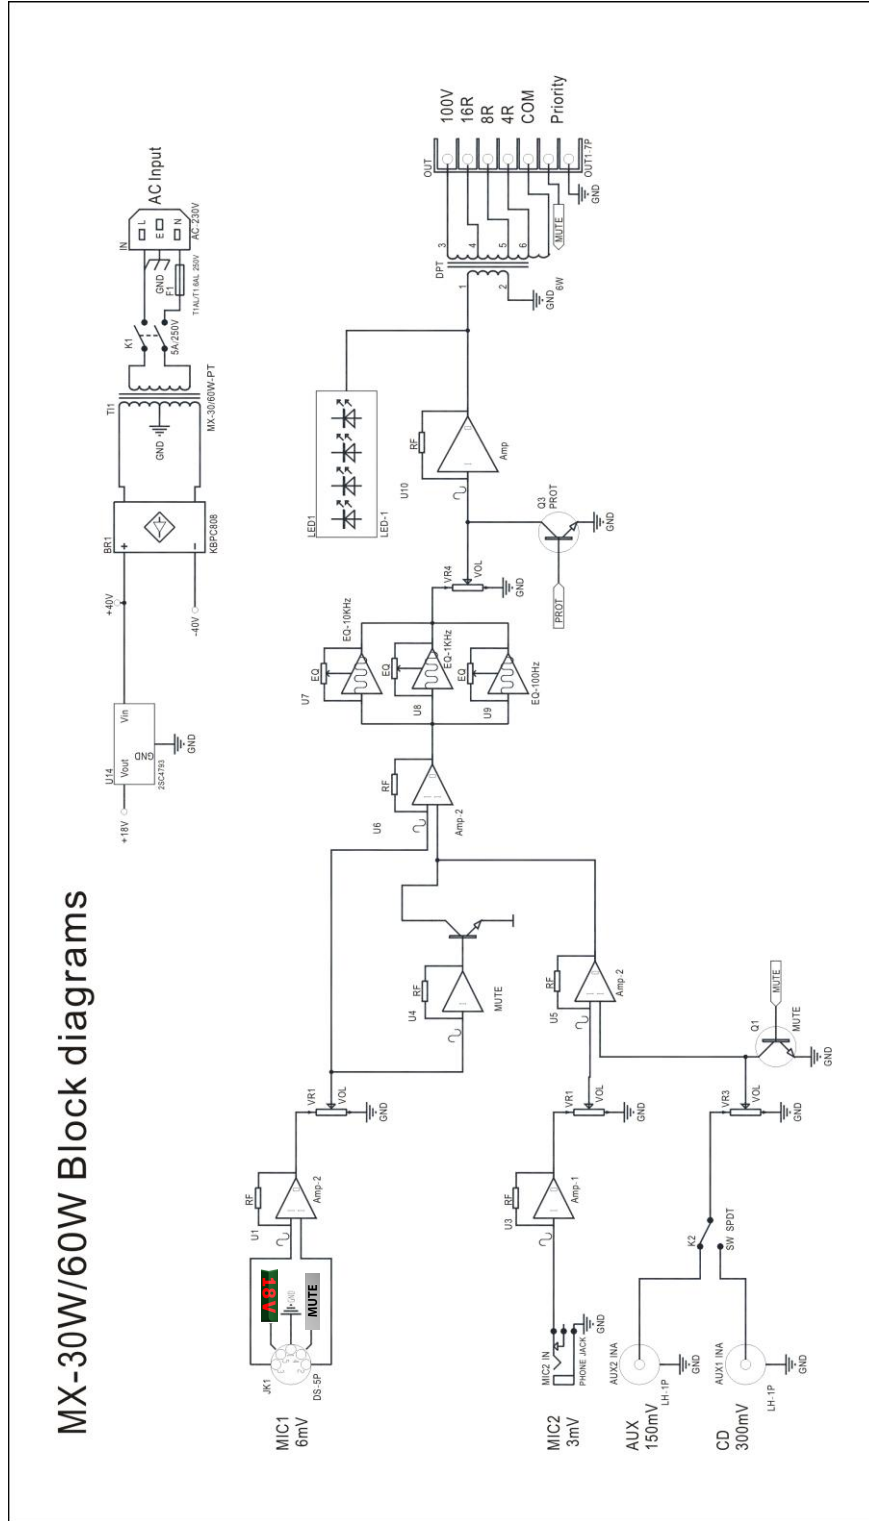 MX-30W/60W Block diagrams
MIC1
6mV
JK1
DS-5P
18V
GND
MUTE
U1
RF
Amp-2
VR1
VOL
GND
U4
RF
MUTE
MIC2
3mV
MIC2 IN
PHONE JACK
GND
U3
RF
Amp-1
VR1
VOL
GND
U5
RF
Amp-2
AUX
150mV
AUX2 INA
LH-1P
GND
CD
300mV
AUX1 INA
LH-1P
GND
K2
SW SPDT
VR3
VOL
GND
Q1
MUTE
MUTE
GND
U6
RF
Amp-2
U7
EQ
EQ-10KHz
U8
EQ
EQ-1KHz
U9
EQ
EQ-100Hz
VR4
VOL
GND
PROT
Q3
PROT
GND
U10
RF
Amp
LED1
LED-1
DPT
1
2
3
4
5
6
6W
GND
MUTE
OUT
100V
16R
8R
4R
COM
Priority
OUT1-7P
GND
+18V
U14
Vout
Vin
GND
2SC4793
GND
+40V
-40V
BR1
+
-
KBPC808
TI1
GND
MX-30/60W-PT
K1
5A/250V
GND
F1
T1AL/T1.6AL 250V
IN
L
E
N
AC-230V
AC Input